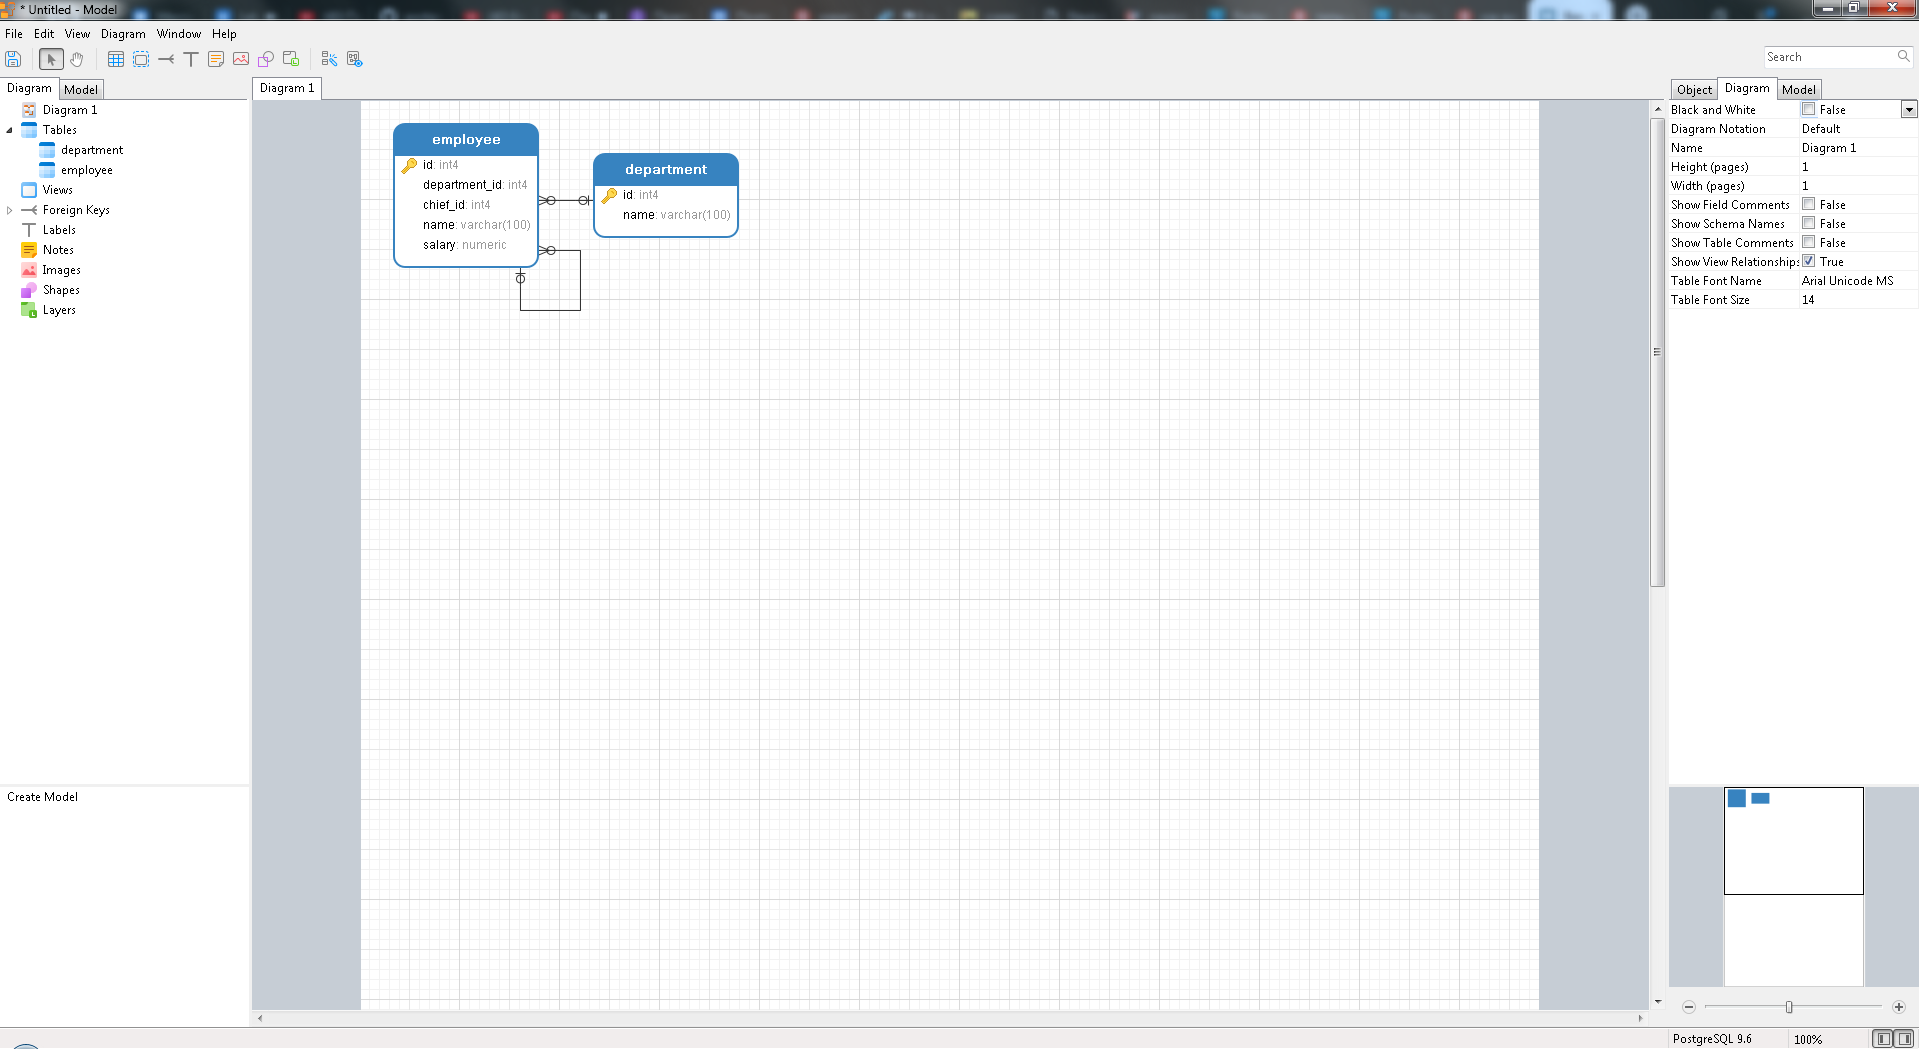 * Untitled - Model
File Edit View Diagram Window Help
Search
Diagram Model
Diagram 1
Tables
department
employee
Views
Foreign Keys
Labels
Notes
Images
Shapes
Layers
Create Model
Diagram 1
employee
id: int4
department_id: int4
chief_id: int4
name: varchar(100)
salary: numeric
department
id: int4
name: varchar(100)
Object Diagram Model
Black and White False
Diagram Notation Default
Name Diagram 1
Height (pages) 1
Width (pages) 1
Show Field Comments False
Show Schema Names False
Show Table Comments False
Show View Relationships True
Table Font Name Arial Unicode MS
Table Font Size 14
PostgreSQL 9.6 100%